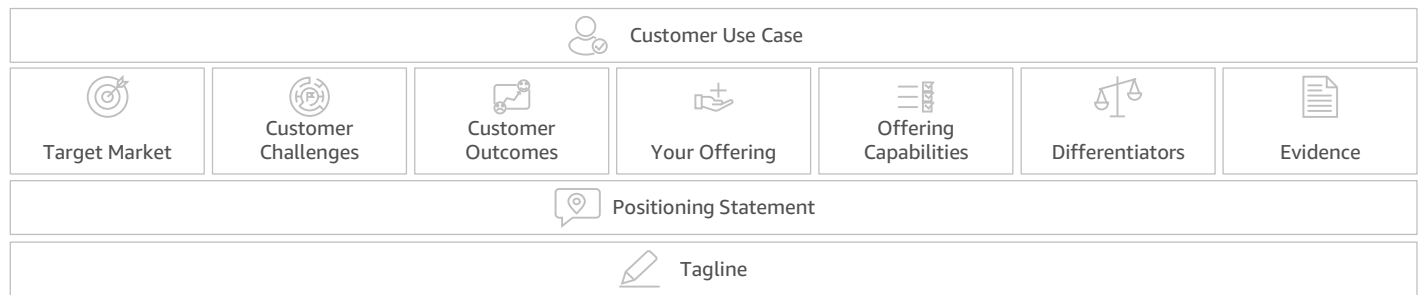 Customer Use Case
Target Market
Customer
Challenges
Customer
Outcomes
Your Offering
Offering
Capabilities
Differentiators
Evidence
Positioning Statement
Tagline